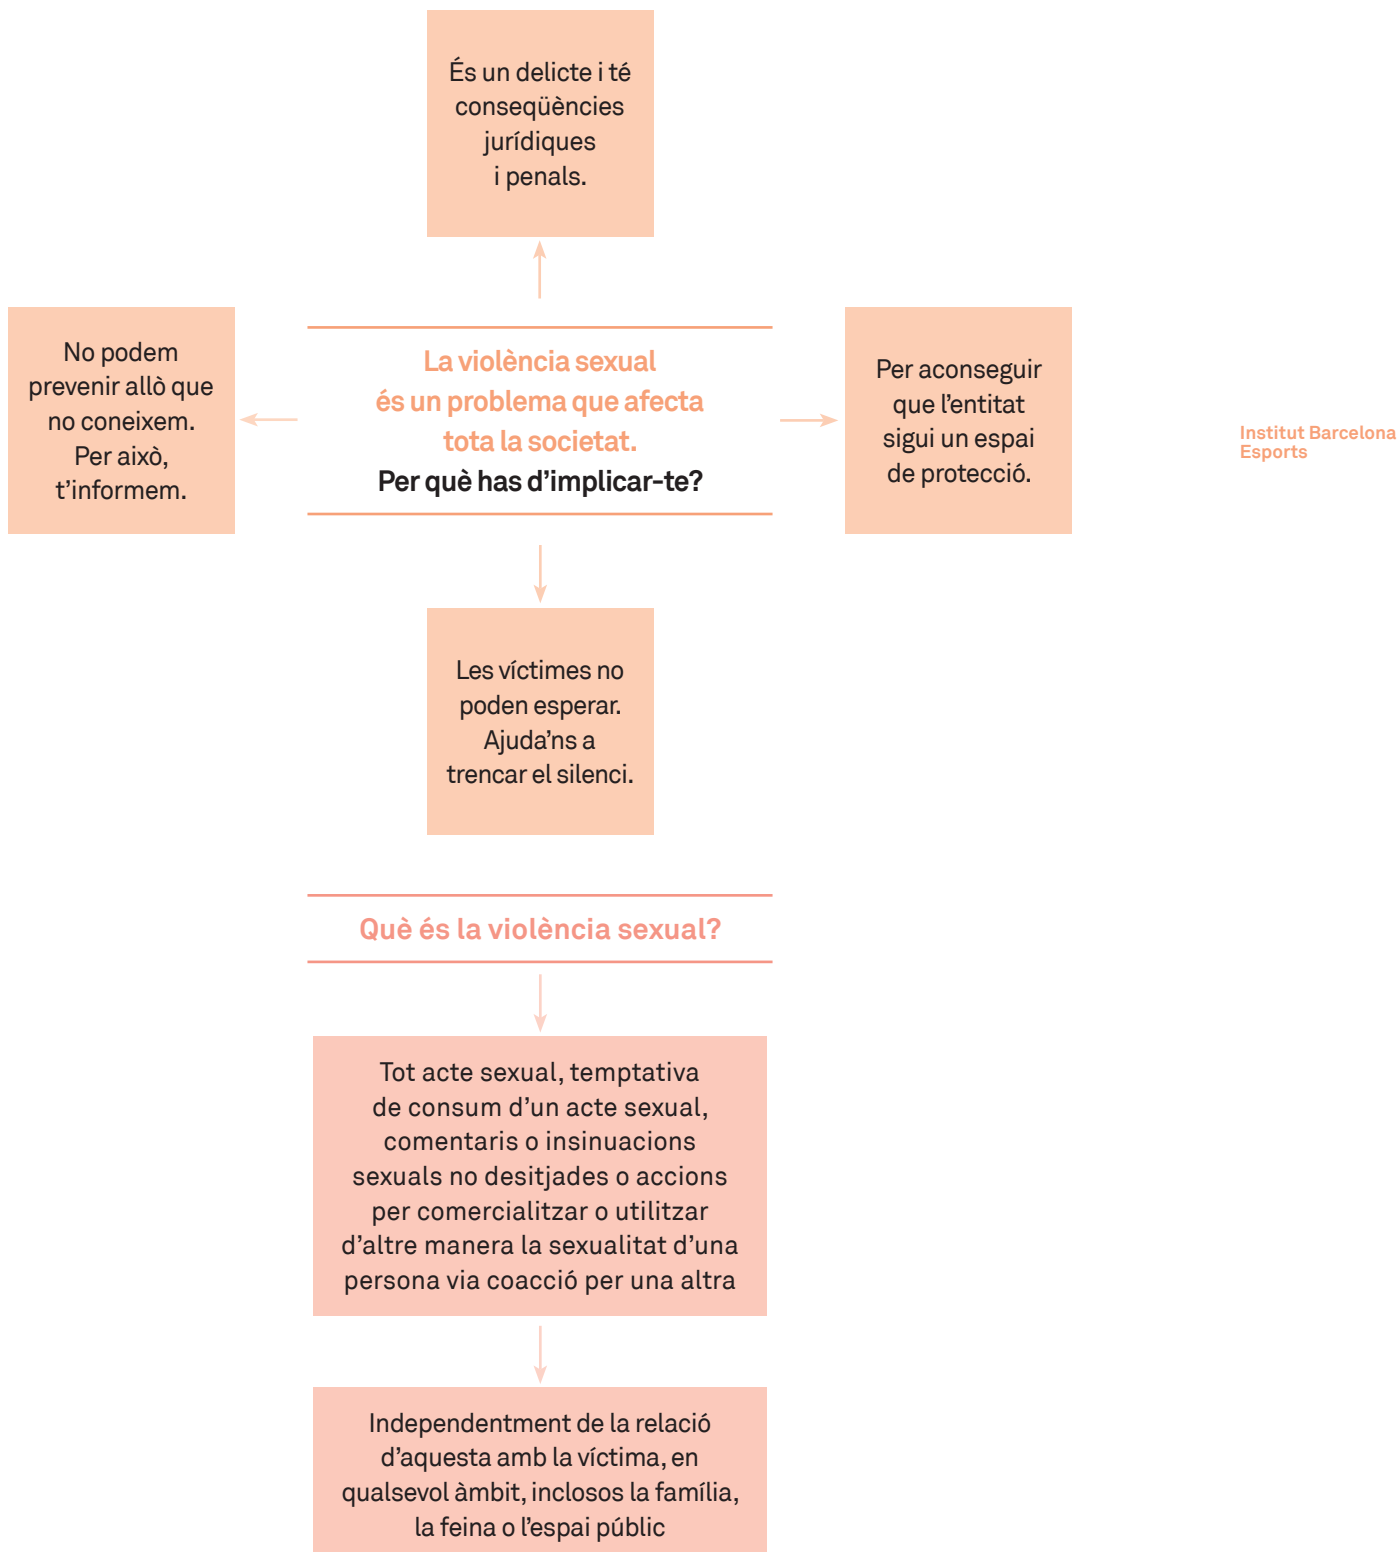 És un delicte i té
conseqüències
jurídiques
i penals.
No podem
prevenir allò que
no coneixem.
Per això,
t’informem.
La violència sexual
és un problema que afecta
tota la societat.
Per què has d’implicar-te?
Per aconseguir
que l’entitat
sigui un espai
de protecció.
Institut Barcelona
Esports
Les víctimes no
poden esperar.
Ajuda’ns a
trencar el silenci.
Què és la violència sexual?
Tot acte sexual, temptativa
de consum d’un acte sexual,
comentaris o insinuacions
sexuals no desitjades o accions
per comercialitzar o utilitzar
d’altre manera la sexualitat d’una
persona via coacció per una altra
Independentment de la relació
d’aquesta amb la víctima, en
qualsevol àmbit, inclosos la família,
la feina o l’espai públic